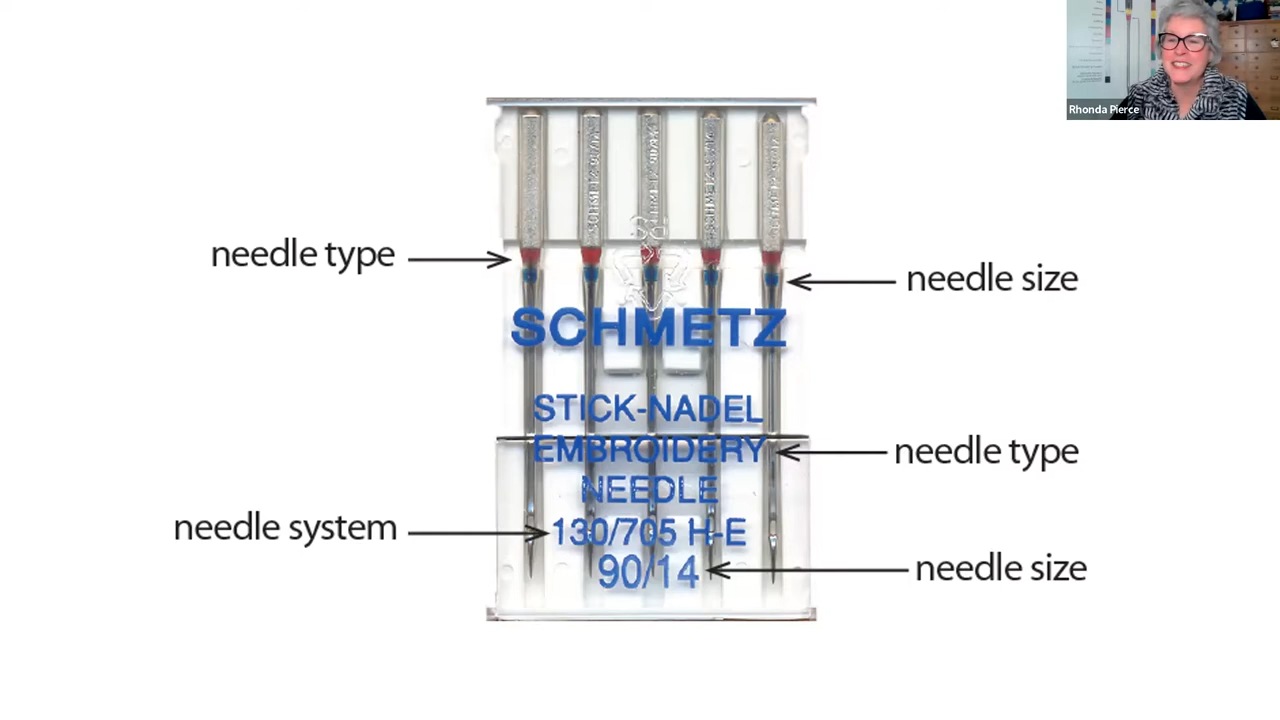 Rhonda Pierce
needle type
needle size
SCHMETZ
STICK-NADEL
EMBROIDERY
NEEDLE
needle type
needle system
130/705 H-E
90/14
needle size